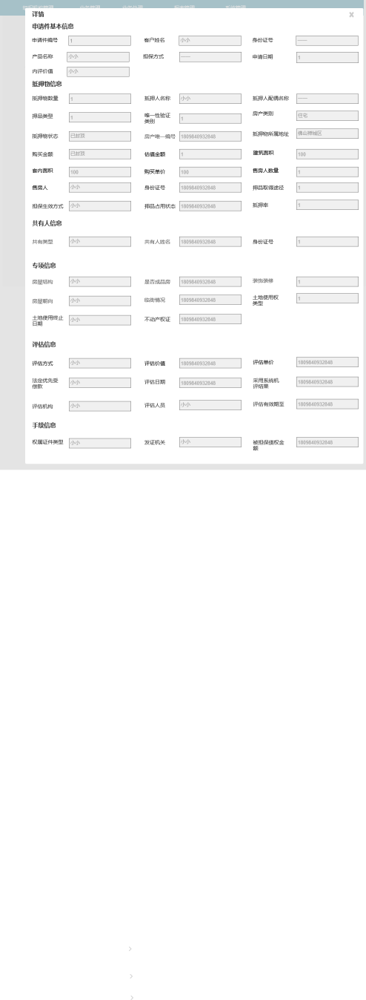 详情 ×
申请件基本信息
申请件编号 1 客户姓名 小小 身份证号 ——
产品名称 小小 担保方式 —— 申请日期 1
内评价值 小小
抵押物信息
抵押物数量 1 抵押人名称 小小 抵押人配偶名称 ——
押品类型 1 唯一性验证类别 1 房产类别 住宅
抵押物状态 已封顶 房产唯一编号 1809840932848 抵押物所属地址 佛山禅城区
购买金额 已封顶 估值金额 1 建筑面积 100
套内面积 100 购买单价 100 售房人数量 1
售房人 小小 身份证号 1809840932848 押品取得途径 1
担保生效方式 小小 押品占用状态 1809840932848 抵押率 1
共有人信息
共有类型 小小 共有人姓名 1809840932848 身份证号 1
专项信息
房屋结构 小小 是否成品房 1809840932848 装饰装修 1
房屋朝向 小小 临街情况 1809840932848 土地使用权类型 1
土地使用终止日期 小小 不动产权证 1809840932848
评估信息
评估方式 小小 评估价值 1809840932848 评估单价 1809840932848
法定优先受偿款 小小 评估日期 1809840932848 采用系统机评结果 1809840932848
评估机构 小小 评估人员 小小 评估有效期至 1809840932848
手续信息
权属证件类型 小小 发证机关 小小 被担保债权金额 1809840932848